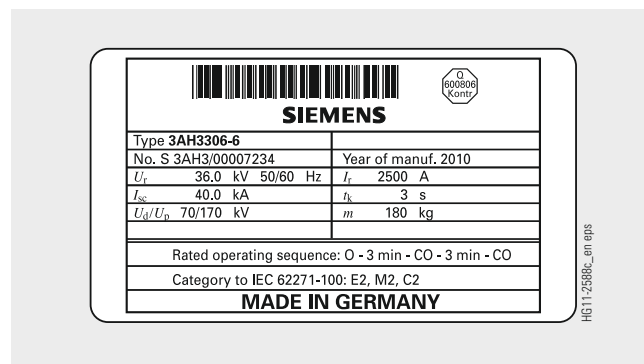 Q
600806
Kontr
SIEMENS
Type 3AH3306-6
No. S 3AH3/00007234 Year of manuf. 2010
Ur 36.0 kV 50/60 Hz Ir 2500 A
Isc 40.0 kA tk 3 s
Ud/Up 70/170 kV m 180 kg
Rated operating sequence: O - 3 min - CO - 3 min - CO
Category to IEC 62271-100: E2, M2, C2
MADE IN GERMANY
HG11-2588c_en eps